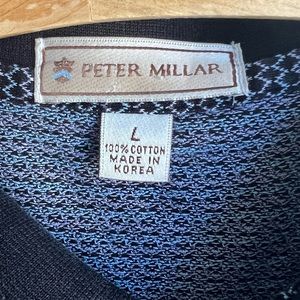 PETER MILLAR
L
100% COTTON
MADE IN
KOREA